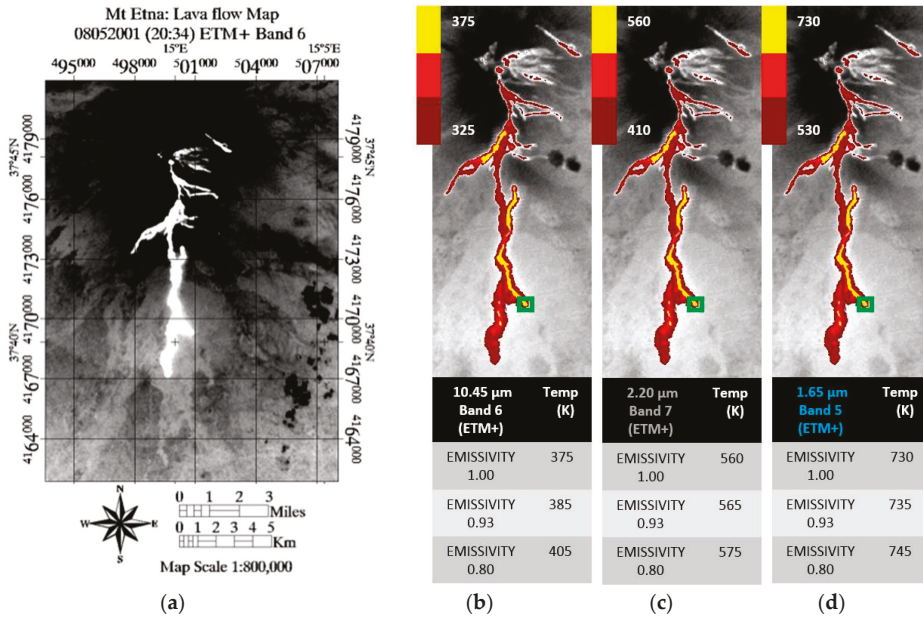 Mt Etna: Lava flow Map
08052001 (20:34) ETM+ Band 6
15°E 15°5'E
495000 498000 501000 504000 507000
4179000 37°45'N 4179000 37°45'N
4176000 4176000
4173000 4173000
4170000 37°40'N 4170000 37°40'N
4167000 4167000
4164000 4164000
N
W E
S
0 1 2 3
Miles
0 1 2 3 4 5
Km
Map Scale 1:800,000
(a)
375
325
10.45 µm
Band 6
(ETM+)
Temp
(K)
EMISSIVITY
1.00
375
EMISSIVITY
0.93
385
EMISSIVITY
0.80
405
(b)
560
410
2.20 µm
Band 7
(ETM+)
Temp
(K)
EMISSIVITY
1.00
560
EMISSIVITY
0.93
565
EMISSIVITY
0.80
575
(c)
730
530
1.65 µm
Band 5
(ETM+)
Temp
(K)
EMISSIVITY
1.00
730
EMISSIVITY
0.93
735
EMISSIVITY
0.80
745
(d)